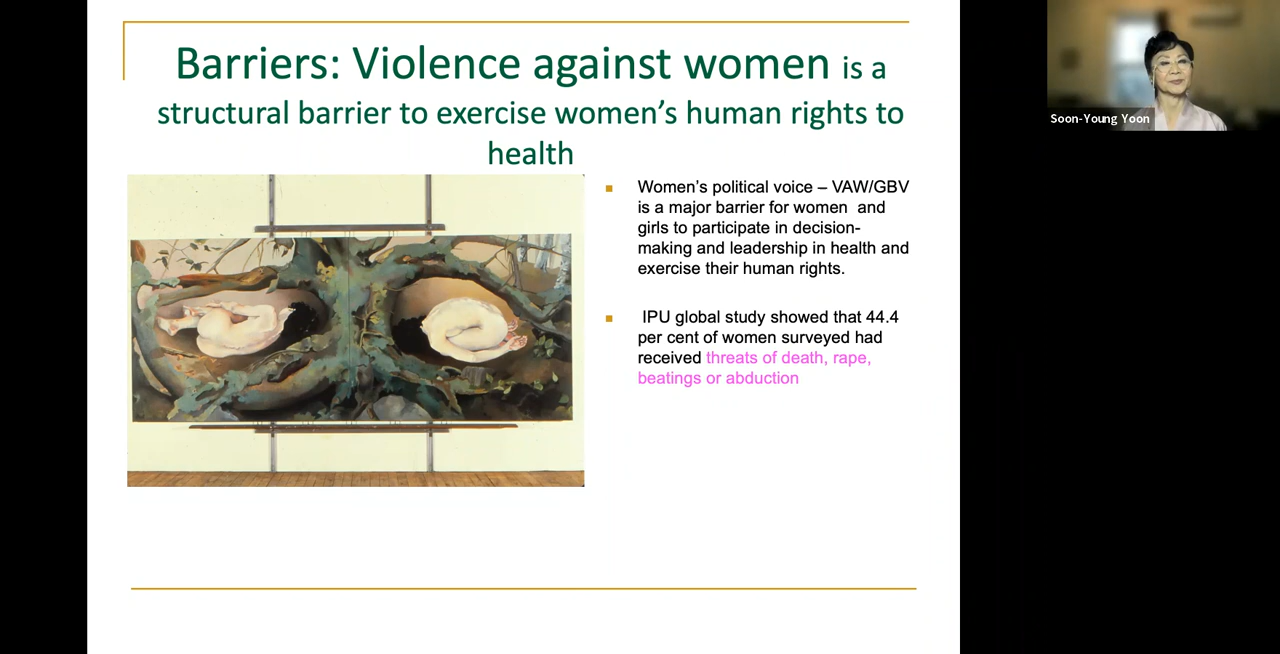 Barriers: Violence against women is a
structural barrier to exercise women’s human rights to
health
Women’s political voice – VAW/GBV
is a major barrier for women and
girls to participate in decision-
making and leadership in health and
exercise their human rights.
IPU global study showed that 44.4
per cent of women surveyed had
received threats of death, rape,
beatings or abduction
Soon-Young Yoon